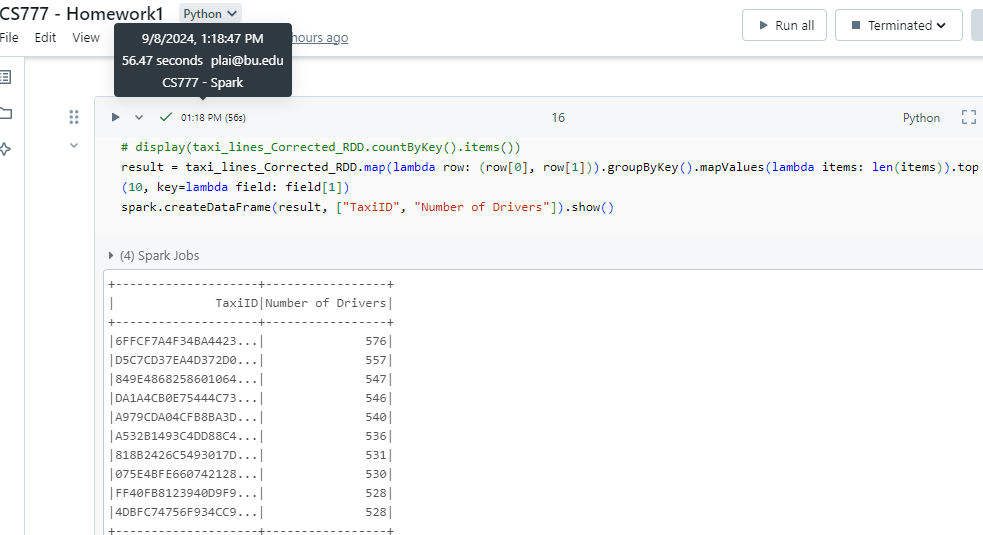 CS777 - Homework1 Python
File Edit View hours ago
Run all
Terminated
9/8/2024, 1:18:47 PM
56.47 seconds plai@bu.edu
CS777 - Spark
01:18 PM (56s)
16
Python
# display(taxi_lines_Corrected_RDD.countByKey().items())
result = taxi_lines_Corrected_RDD.map(lambda row: (row[0], row[1])).groupByKey().mapValues(lambda items: len(items)).top
(10, key=lambda field: field[1])
spark.createDataFrame(result, ["TaxiID", "Number of Drivers"]).show()
(4) Spark Jobs
+--------------------+-----------------+
|              TaxiID|Number of Drivers|
+--------------------+-----------------+
|6FFCF7A4F34BA4423...|              576|
|D5C7CD37EA4D372D0...|              557|
|849E4868258601064...|              547|
|DA1A4CB0E75444C73...|              546|
|A979CDA04CFB8BA3D...|              540|
|A532B1493C4DD88C4...|              536|
|818B2426C5493017D...|              531|
|075E4BFE660742128...|              530|
|FF40FB8123940D9F9...|              528|
|4DBFC74756F934CC9...|              528|
+--------------------+-----------------+